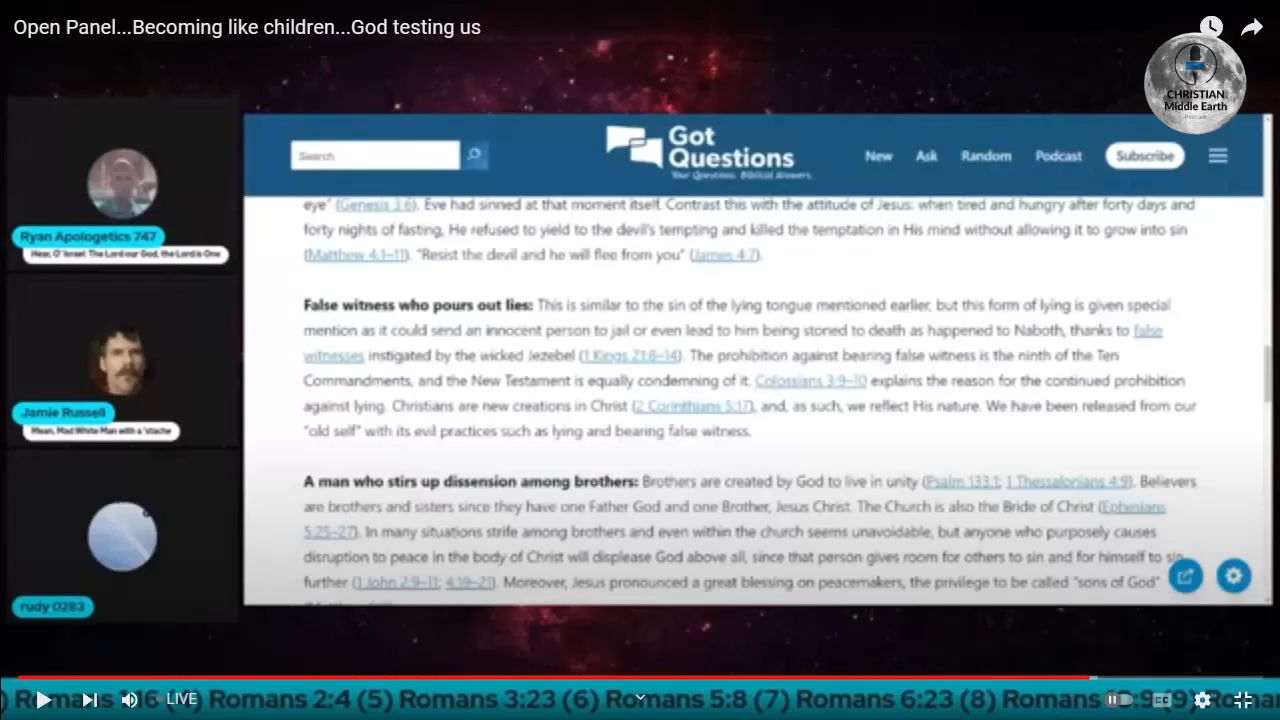 Open Panel...Becoming like children...God testing us
CHRISTIAN
Middle Earth
Podcast
Search
Got
Questions
Your Questions. Biblical Answers.
New
Ask
Random
Podcast
Subscribe
Ryan Apologetics 747
Hear, O' Israel: The Lord our God, the Lord is One
Jamie Russell
Mean, Mad White Man with a 'stache
rudy 0283
eye" (Genesis 3:6). Eve had sinned at that moment itself. Contrast this with the attitude of Jesus: when tired and hungry after forty days and
forty nights of fasting, He refused to yield to the devil's tempting and killed the temptation in His mind without allowing it to grow into sin
(Matthew 4:1–11). "Resist the devil and he will flee from you" (James 4:7).
False witness who pours out lies: This is similar to the sin of the lying tongue mentioned earlier, but this form of lying is given special
mention as it could send an innocent person to jail or even lead to him being stoned to death as happened to Naboth, thanks to false
witnesses instigated by the wicked Jezebel (1 Kings 21:8–14). The prohibition against bearing false witness is the ninth of the Ten
Commandments, and the New Testament is equally condemning of it. Colossians 3:9–10 explains the reason for the continued prohibition
against lying. Christians are new creations in Christ (2 Corinthians 5:17), and, as such, we reflect His nature. We have been released from our
"old self" with its evil practices such as lying and bearing false witness.
A man who stirs up dissension among brothers: Brothers are created by God to live in unity (Psalm 133:1; 1 Thessalonians 4:9). Believers
are brothers and sisters since they have one Father God and one Brother, Jesus Christ. The Church is also the Bride of Christ (Ephesians
5:25–27). In many situations strife among brothers and even within the church seems unavoidable, but anyone who purposely causes
disruption to peace in the body of Christ will displease God above all, since that person gives room for others to sin and for himself to sin
further (1 John 2:9–11; 4:19–21). Moreover, Jesus pronounced a great blessing on peacemakers, the privilege to be called "sons of God"
) Romans 3:16 (4) Romans 2:4 (5) Romans 3:23 (6) Romans 5:8 (7) Romans 6:23 (8) Romans
LIVE
CC